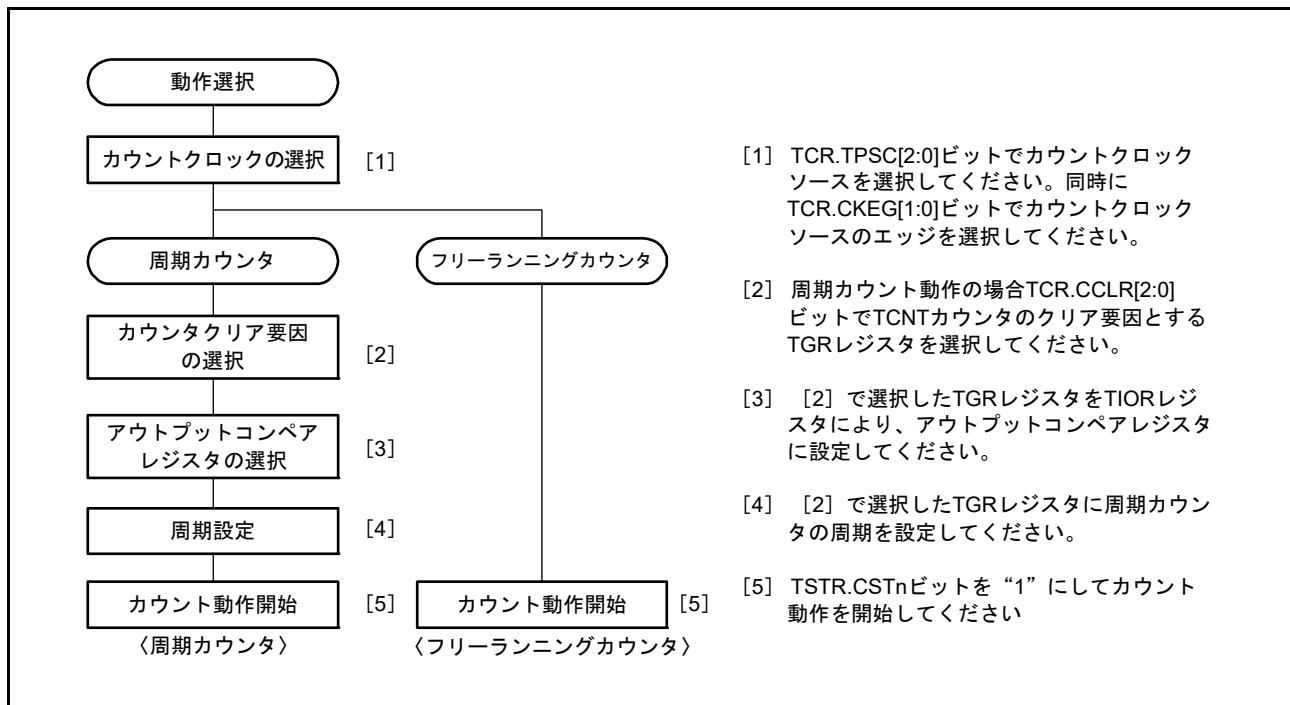 動作選択
カウントクロックの選択 [1]
周期カウンタ
フリーランニングカウンタ
カウンタクリア要因
の選択 [2]
アウトプットコンペア
レジスタの選択 [3]
周期設定 [4]
カウント動作開始 [5]
カウント動作開始 [5]
〈周期カウンタ〉
〈フリーランニングカウンタ〉
[1] TCR.TPSC[2:0]ビットでカウントクロック
ソースを選択してください。同時に
TCR.CKEG[1:0]ビットでカウントクロック
ソースのエッジを選択してください。
[2] 周期カウント動作の場合TCR.CCLR[2:0]
ビットでTCNTカウンタのクリア要因とする
TGRレジスタを選択してください。
[3] [2]で選択したTGRレジスタをTIORレジ
スタにより、アウトプットコンペアレジスタ
に設定してください。
[4] [2]で選択したTGRレジスタに周期カウン
タの周期を設定してください。
[5] TSTR.CSTnビットを“1”にしてカウント
動作を開始してください